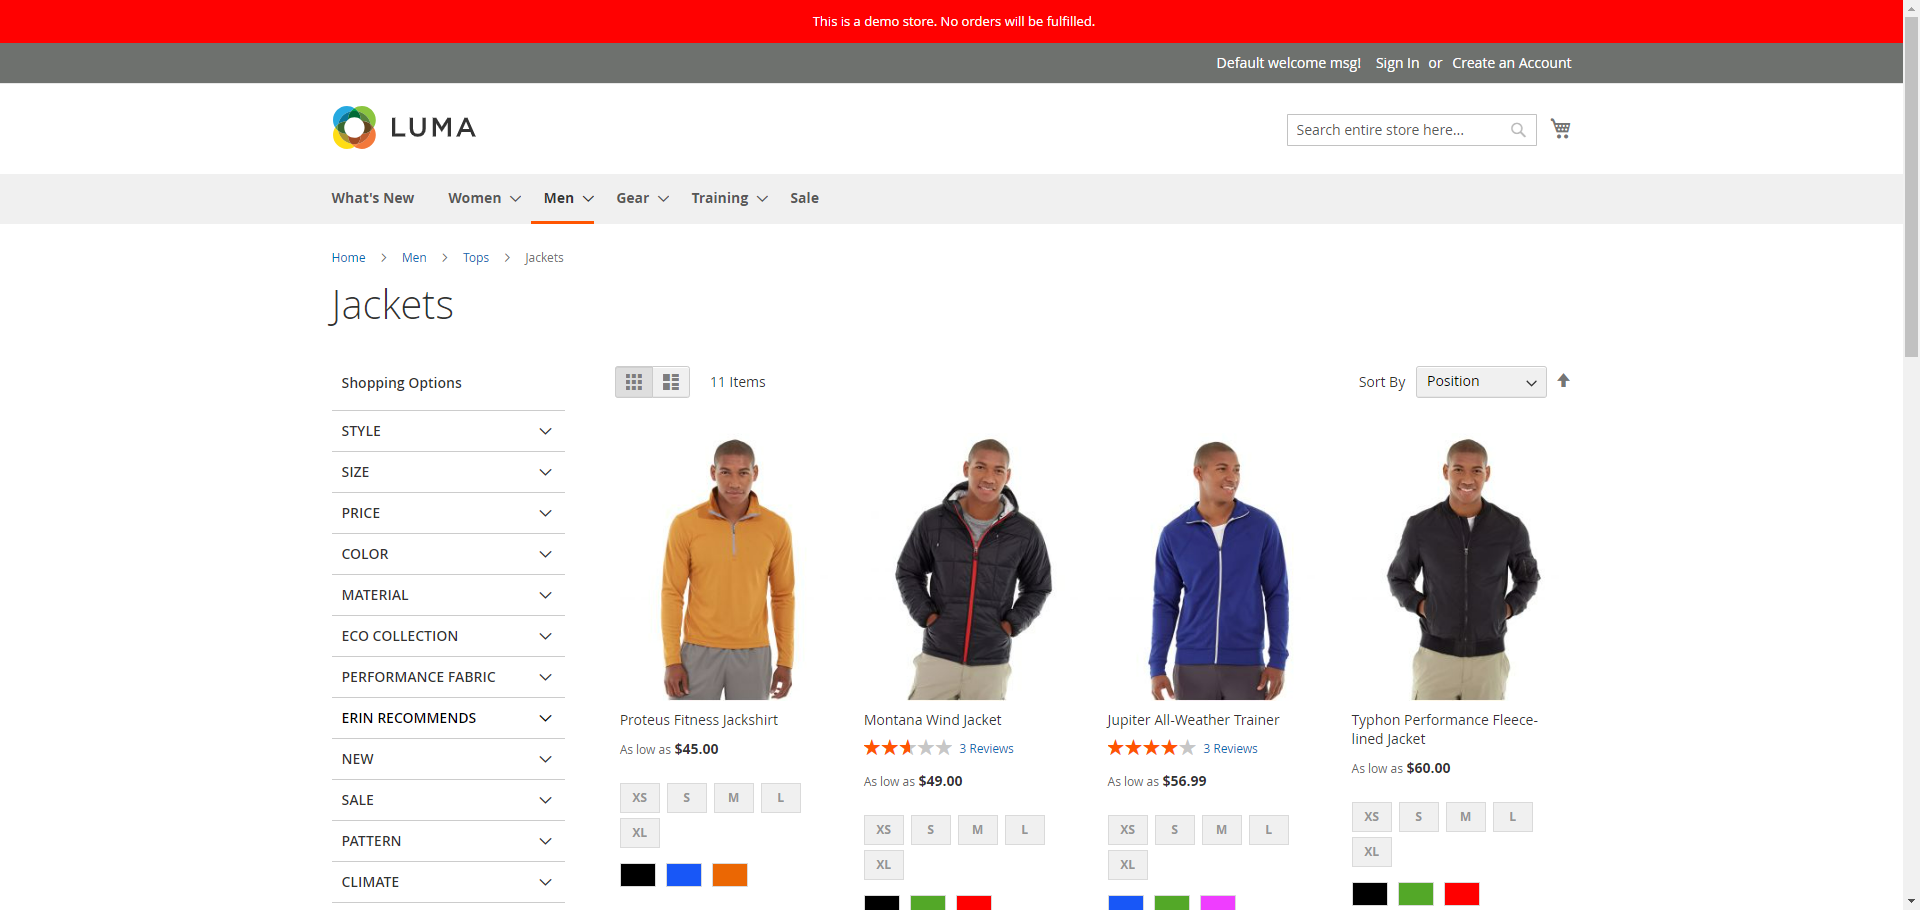 This is a demo store. No orders will be fulfilled.
Default welcome msg! Sign In or Create an Account
LUMA
Search entire store here...
What's New Women Men Gear Training Sale
Home Men Tops Jackets
Jackets
Shopping Options
11 Items
Sort By Position
STYLE
SIZE
PRICE
COLOR
MATERIAL
ECO COLLECTION
PERFORMANCE FABRIC
ERIN RECOMMENDS
NEW
SALE
PATTERN
CLIMATE
Proteus Fitness Jackshirt
As low as $45.00
XS S M L
XL
Montana Wind Jacket
3 Reviews
As low as $49.00
XS S M L
XL
Jupiter All-Weather Trainer
3 Reviews
As low as $56.99
XS S M L
XL
Typhon Performance Fleece-
lined Jacket
As low as $60.00
XS S M L
XL